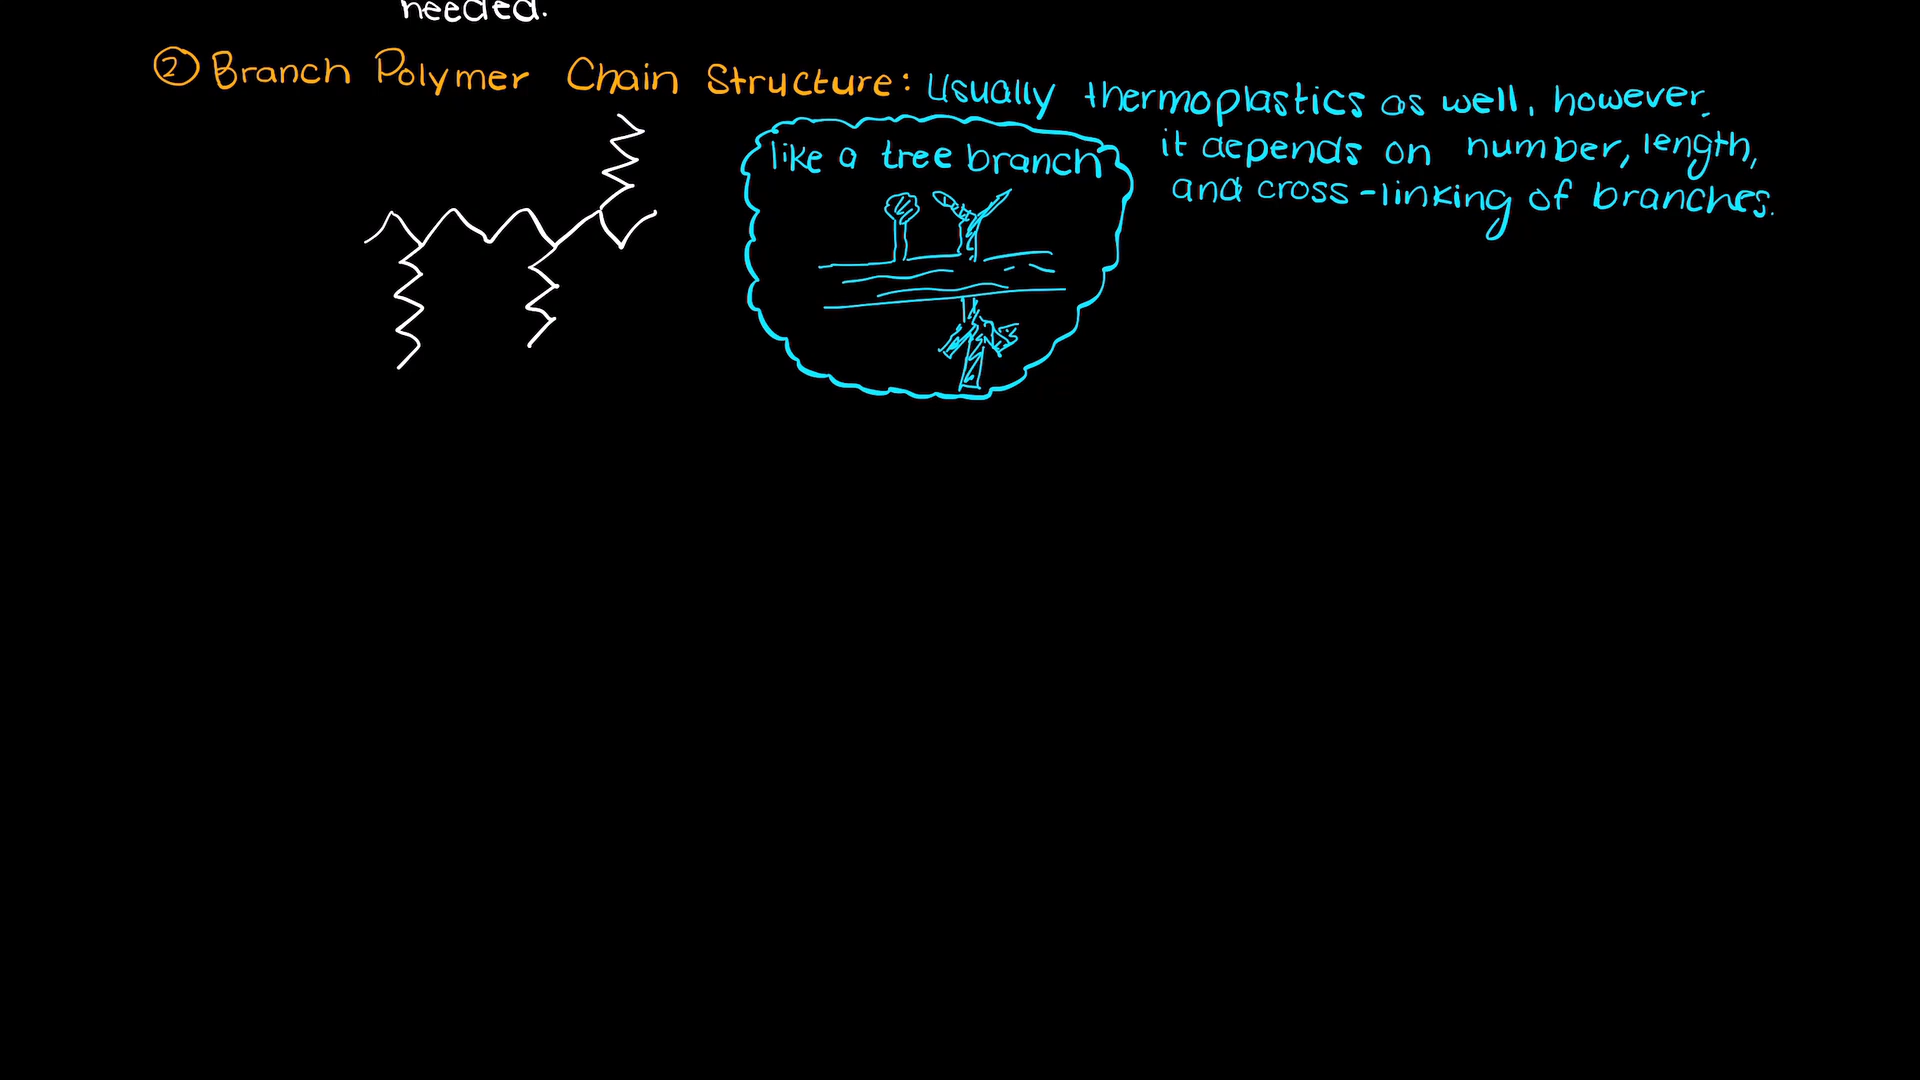 needed.
② Branch Polymer Chain Structure: Usually thermoplastics as well, however,
it depends on number, length,
and cross-linking of branches.
like a tree branch